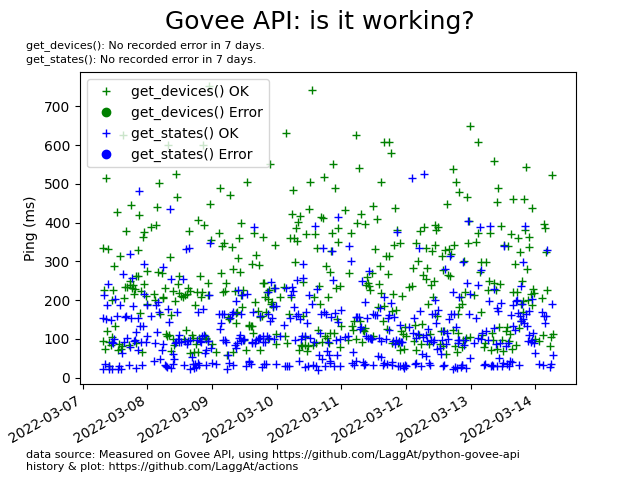 Govee API: is it working?
get_devices(): No recorded error in 7 days.
get_states(): No recorded error in 7 days.
get_devices() OK
get_devices() Error
get_states() OK
get_states() Error
Ping (ms)
700
600
500
400
300
200
100
0
2022-03-07
2022-03-08
2022-03-09
2022-03-10
2022-03-11
2022-03-12
2022-03-13
2022-03-14
data source: Measured on Govee API, using https://github.com/LaggAt/python-govee-api
history & plot: https://github.com/LaggAt/actions